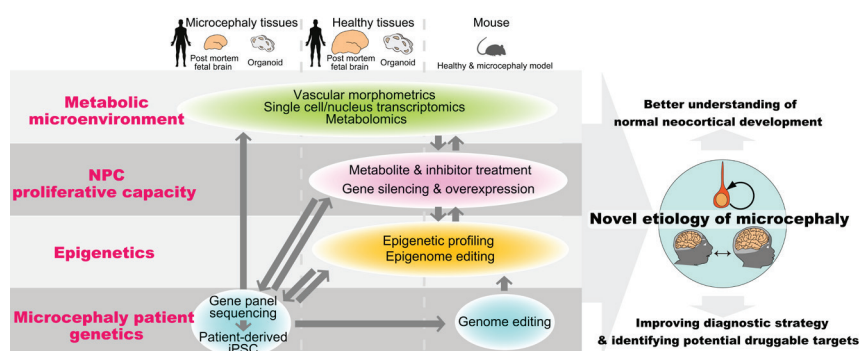 Microcephaly tissues
Healthy tissues
Mouse
Post mortem
fetal brain
Organoid
Post mortem
fetal brain
Organoid
Healthy & microcephaly model
Metabolic
microenvironment
Vascular morphometrics
Single cell/nucleus transcriptomics
Metabolomics
NPC
proliferative capacity
Metabolite & inhibitor treatment
Gene silencing & overexpression
Epigenetics
Epigenetic profiling
Epigenome editing
Microcephaly patient
genetics
Gene panel
sequencing
Patient-derived
iPSC
Genome editing
Better understanding of
normal neocortical development
Novel etiology of microcephaly
Improving diagnostic strategy
& identifying potential druggable targets